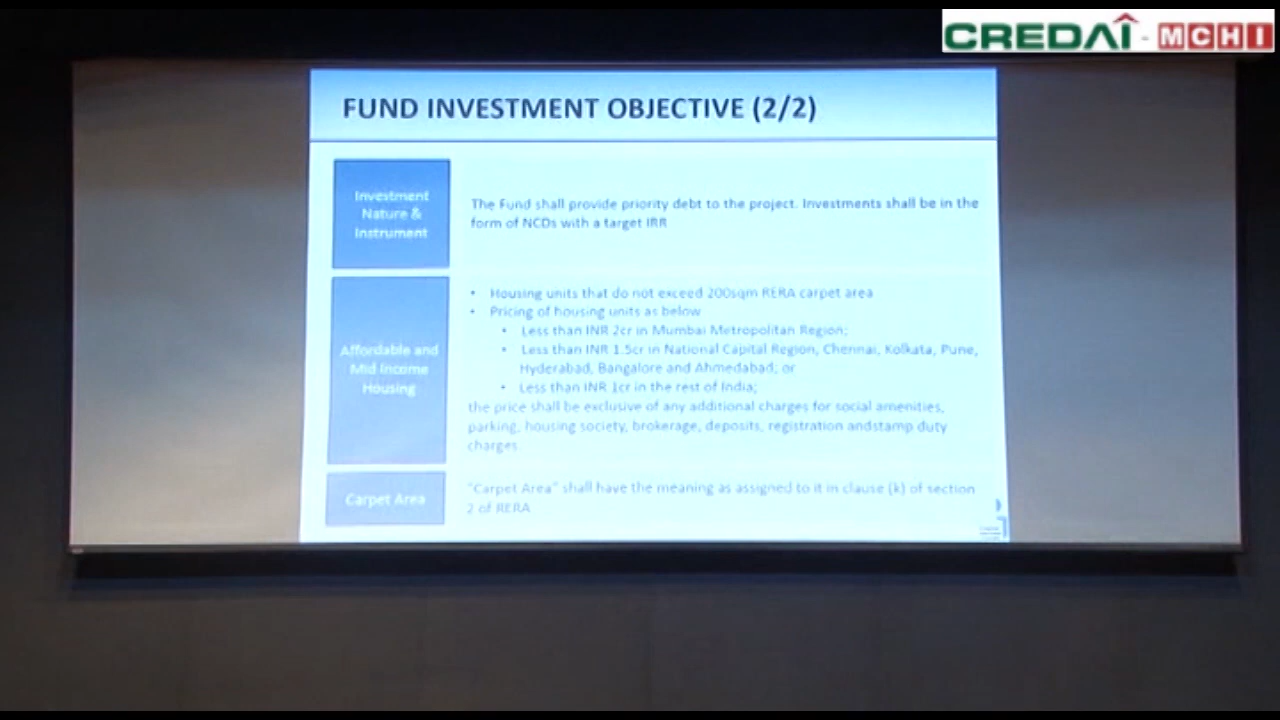 CREDAI - MCHI
FUND INVESTMENT OBJECTIVE (2/2)
Investment
Nature &
Instrument
The Fund shall provide priority debt to the project. Investments shall be in the
form of NCDs with a target IRR
Affordable and
Mid Income
Housing
• Housing units that do not exceed 200sqm RERA carpet area
• Pricing of housing units as below
• Less than INR 2cr in Mumbai Metropolitan Region;
• Less than INR 1.5cr in National Capital Region, Chennai, Kolkata, Pune,
Hyderabad, Bangalore and Ahmedabad; or
• Less than INR 1cr in the rest of India;
the price shall be exclusive of any additional charges for social amenities,
parking, housing society, brokerage, deposits, registration andstamp duty
charges.
Carpet Area
"Carpet Area" shall have the meaning as assigned to it in clause (k) of section
2 of RERA